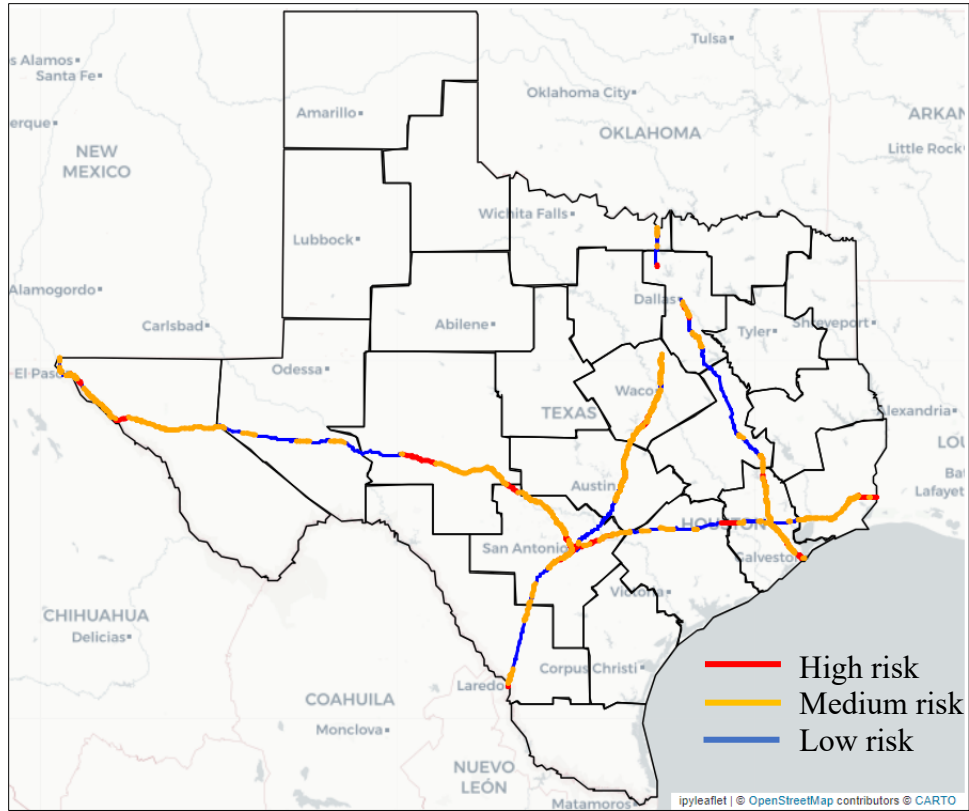 Tulsa
s Alamos
Santa Fe
Oklahoma City
Amarillo
ARKAN
erque
OKLAHOMA
Little Rock
NEW
MEXICO
Wichita Falls
Lubbock
Alamogordo
Dallas
Carlsbad
Abilene
Tyler
Shreveport
El Paso
Odessa
Waco
TEXAS
Alexandria
LOU
Bat
Lafayet
Austin
HOUSTON
San Antonio
Galveston
Victoria
CHIHUAHUA
Delicias
Corpus Christi
High risk
Laredo
COAHUILA
Medium risk
Monclova
Low risk
NUEVO
LEÓN
Matamoros
ipyleaflet | © OpenStreetMap contributors © CARTO